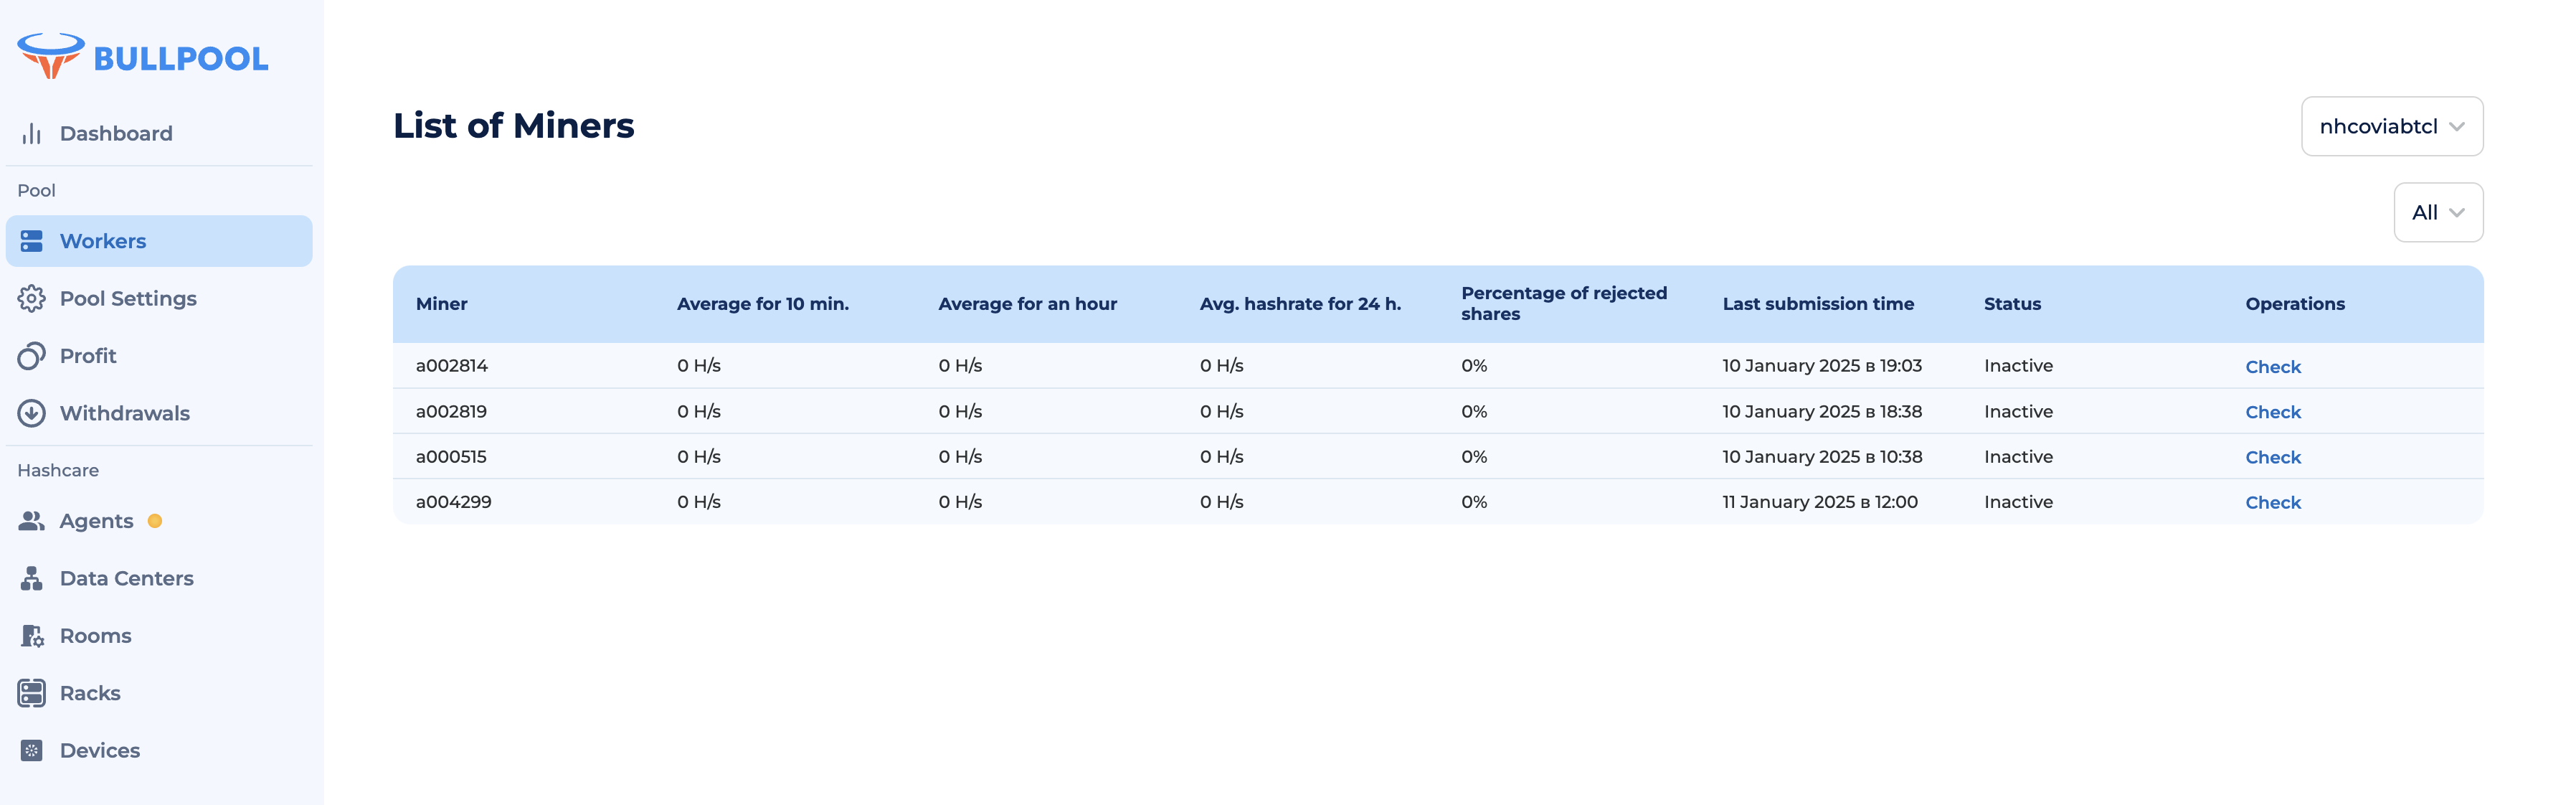 BULLPOOL
Dashboard
Pool
Workers
Pool Settings
Profit
Withdrawals
Hashcare
Agents
Data Centers
Rooms
Racks
Devices
List of Miners
nhcoviabtcl
All
Miner Average for 10 min. Average for an hour Avg. hashrate for 24 h. Percentage of rejected shares Last submission time Status Operations
a002814 0 H/s 0 H/s 0 H/s 0% 10 January 2025 в 19:03 Inactive Check
a002819 0 H/s 0 H/s 0 H/s 0% 10 January 2025 в 18:38 Inactive Check
a000515 0 H/s 0 H/s 0 H/s 0% 10 January 2025 в 10:38 Inactive Check
a004299 0 H/s 0 H/s 0 H/s 0% 11 January 2025 в 12:00 Inactive Check